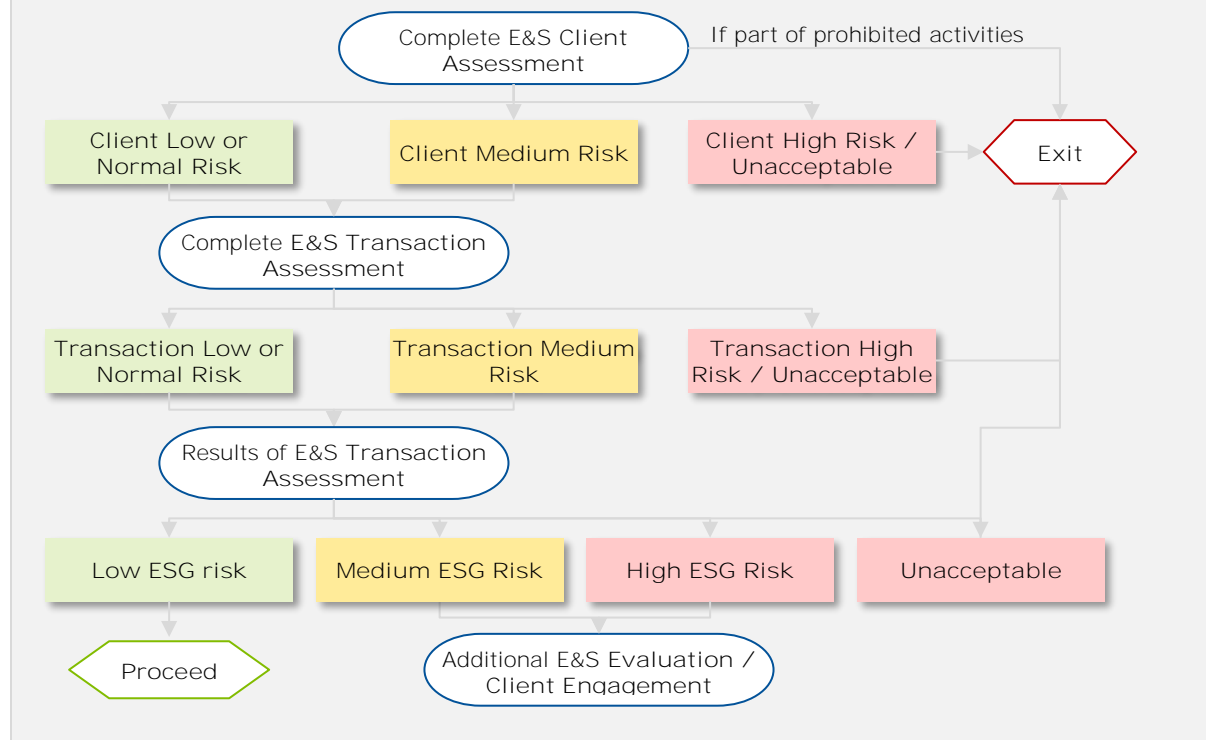 Complete E&S Client
Assessment
If part of prohibited activities
Client Low or
Normal Risk
Client Medium Risk
Client High Risk /
Unacceptable
Exit
Complete E&S Transaction
Assessment
Transaction Low or
Normal Risk
Transaction Medium
Risk
Transaction High
Risk / Unacceptable
Results of E&S Transaction
Assessment
Low ESG risk
Medium ESG Risk
High ESG Risk
Unacceptable
Proceed
Additional E&S Evaluation /
Client Engagement